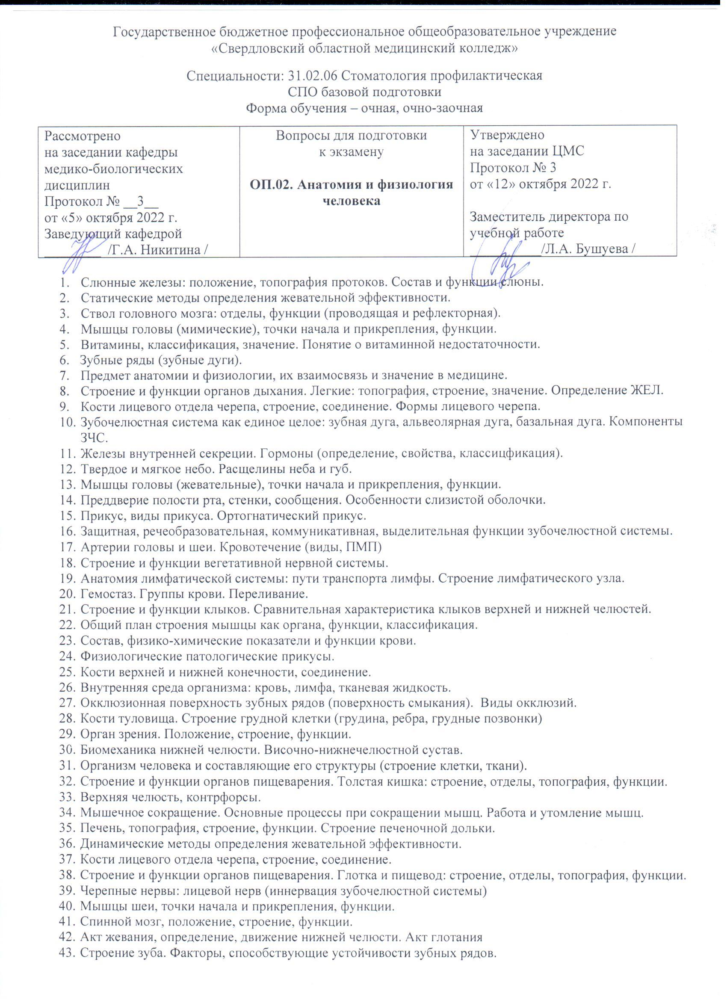 Государственное бюджетное профессиональное общеобразовательное учреждение
«Свердловский областной медицинский колледж»
Специальности: 31.02.06 Стоматология профилактическая
СПО базовой подготовки
Форма обучения – очная, очно-заочная
Рассмотрено
на заседании кафедры
медико-биологических
дисциплин
Протокол № __3__
от «5» октября 2022 г.
Заведующий кафедрой
_________ /Г.А. Никитина /
Вопросы для подготовки
к экзамену
ОП.02. Анатомия и физиология
человека
Утверждено
на заседании ЦМС
Протокол № 3
от «12» октября 2022 г.
Заместитель директора по
учебной работе
___________/Л.А. Бушуева /
1. Слюнные железы: положение, топография протоков. Состав и функции слюны.
2. Статические методы определения жевательной эффективности.
3. Ствол головного мозга: отделы, функции (проводящая и рефлекторная).
4. Мышцы головы (мимические), точки начала и прикрепления, функции.
5. Витамины, классификация, значение. Понятие о витаминной недостаточности.
6. Зубные ряды (зубные дуги).
7. Предмет анатомии и физиологии, их взаимосвязь и значение в медицине.
8. Строение и функции органов дыхания. Легкие: топография, строение, значение. Определение ЖЕЛ.
9. Кости лицевого отдела черепа, строение, соединение. Формы лицевого черепа.
10. Зубочелюстная система как единое целое: зубная дуга, альвеолярная дуга, базальная дуга. Компоненты
ЗЧС.
11. Железы внутренней секреции. Гормоны (определение, свойства, классицфикация).
12. Твердое и мягкое небо. Расщелины неба и губ.
13. Мышцы головы (жевательные), точки начала и прикрепления, функции.
14. Преддверие полости рта, стенки, сообщения. Особенности слизистой оболочки.
15. Прикус, виды прикуса. Ортогнатический прикус.
16. Защитная, речеобразовательная, коммуникативная, выделительная функции зубочелюстной системы.
17. Артерии головы и шеи. Кровотечение (виды, ПМП)
18. Строение и функции вегетативной нервной системы.
19. Анатомия лимфатической системы: пути транспорта лимфы. Строение лимфатического узла.
20. Гемостаз. Группы крови. Переливание.
21. Строение и функции клыков. Сравнительная характеристика клыков верхней и нижней челюстей.
22. Общий план строения мышцы как органа, функции, классификация.
23. Состав, физико-химические показатели и функции крови.
24. Физиологические патологические прикусы.
25. Кости верхней и нижней конечности, соединение.
26. Внутренняя среда организма: кровь, лимфа, тканевая жидкость.
27. Окклюзионная поверхность зубных рядов (поверхность смыкания). Виды окклюзий.
28. Кости туловища. Строение грудной клетки (грудина, ребра, грудные позвонки)
29. Орган зрения. Положение, строение, функции.
30. Биомеханика нижней челюсти. Височно-нижнечелюстной сустав.
31. Организм человека и составляющие его структуры (строение клетки, ткани).
32. Строение и функции органов пищеварения. Толстая кишка: строение, отделы, топография, функции.
33. Верхняя челюсть, контрфорсы.
34. Мышечное сокращение. Основные процессы при сокращении мышц. Работа и утомление мышц.
35. Печень, топография, строение, функции. Строение печеночной дольки.
36. Динамические методы определения жевательной эффективности.
37. Кости лицевого отдела черепа, строение, соединение.
38. Строение и функции органов пищеварения. Глотка и пищевод: строение, отделы, топография, функции.
39. Черепные нервы: лицевой нерв (иннервация зубочелюстной системы)
40. Мышцы шеи, точки начала и прикрепления, функции.
41. Спинной мозг, положение, строение, функции.
42. Акт жевания, определение, движение нижней челюсти. Акт глотания
43. Строение зуба. Факторы, способствующие устойчивости зубных рядов.